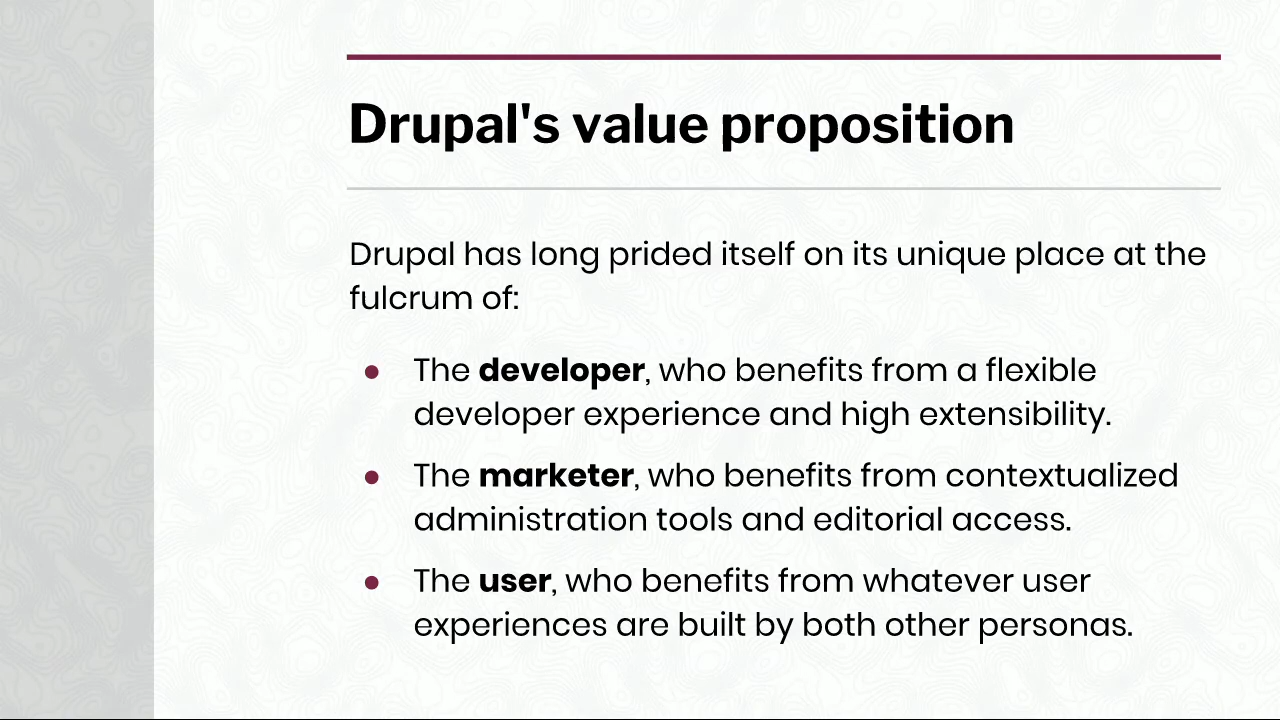 Drupal's value proposition
Drupal has long prided itself on its unique place at the
fulcrum of:
● The developer, who benefits from a flexible
developer experience and high extensibility.
● The marketer, who benefits from contextualized
administration tools and editorial access.
● The user, who benefits from whatever user
experiences are built by both other personas.